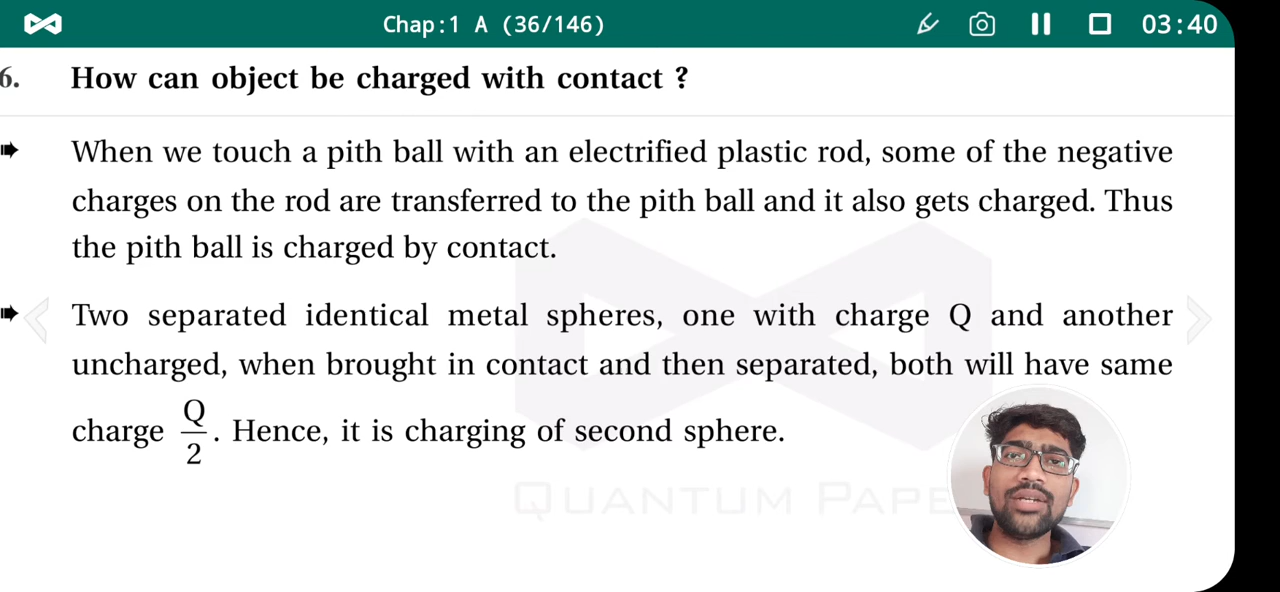 Chap:1 A (36/146)
03:40
6. How can object be charged with contact ?
When we touch a pith ball with an electrified plastic rod, some of the negative
charges on the rod are transferred to the pith ball and it also gets charged. Thus
the pith ball is charged by contact.
Two separated identical metal spheres, one with charge Q and another
uncharged, when brought in contact and then separated, both will have same
charge Q/2. Hence, it is charging of second sphere.
QUANTUM PAPE